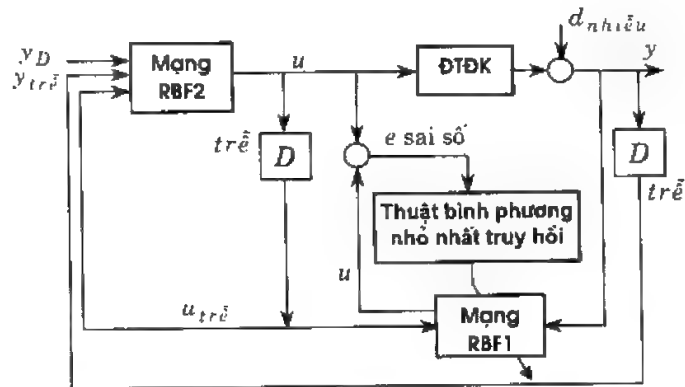 d_nhiễu
y_D
y_trễ
Mạng
RBF2
u
ĐTĐK
y
trễ
D
e sai số
D
trễ
Thuật bình phương
nhỏ nhất truy hồi
u
u_trễ
Mạng
RBF1